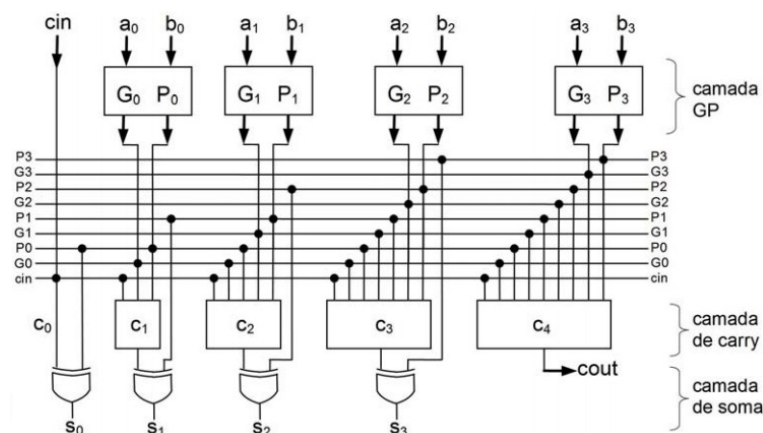 cin a₀ b₀ a₁ b₁ a₂ b₂ a₃ b₃
G₀ P₀ G₁ P₁ G₂ P₂ G₃ P₃
camada
GP
P3 P3
G3 G3
P2 P2
G2 G2
P1 P1
G1 G1
P0 P0
G0 G0
cin cin
c₀ c₁ c₂ c₃ c₄
camada
de carry
cout
camada
de soma
s₀ s₁ s₂ s₃